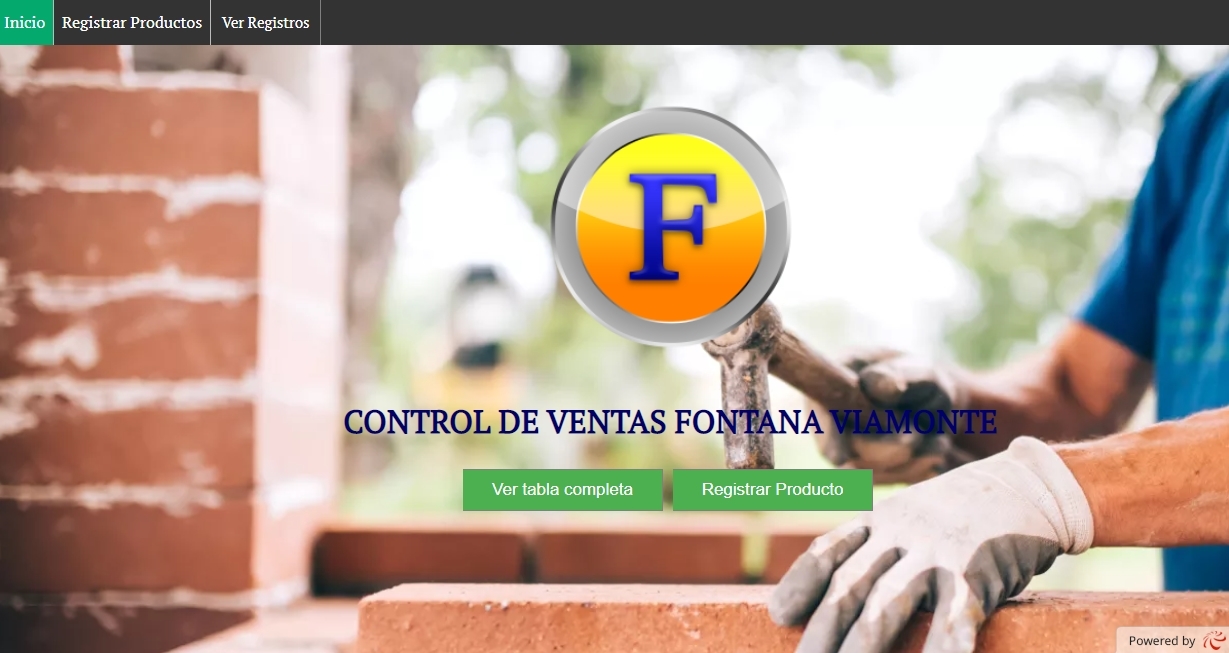 Inicio Registrar Productos Ver Registros
F
CONTROL DE VENTAS FONTANA VIAMONTE
Ver tabla completa Registrar Producto
Powered by